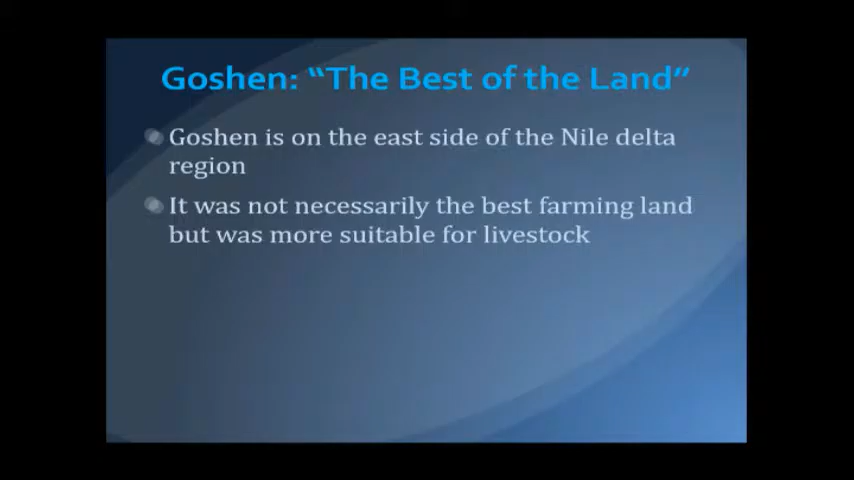 Goshen: “The Best of the Land”
Goshen is on the east side of the Nile delta
region
It was not necessarily the best farming land
but was more suitable for livestock